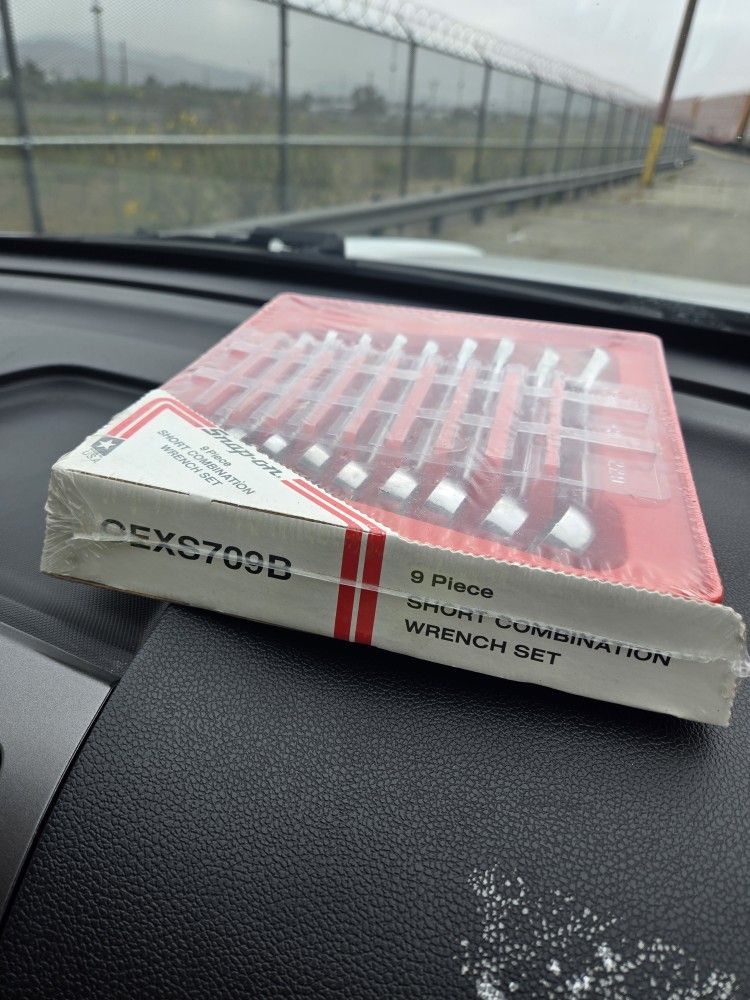 Snap-on
9 Piece
SHORT COMBINATION
WRENCH SET
USA
OEXS709B
9 Piece
SHORT COMBINATION
WRENCH SET